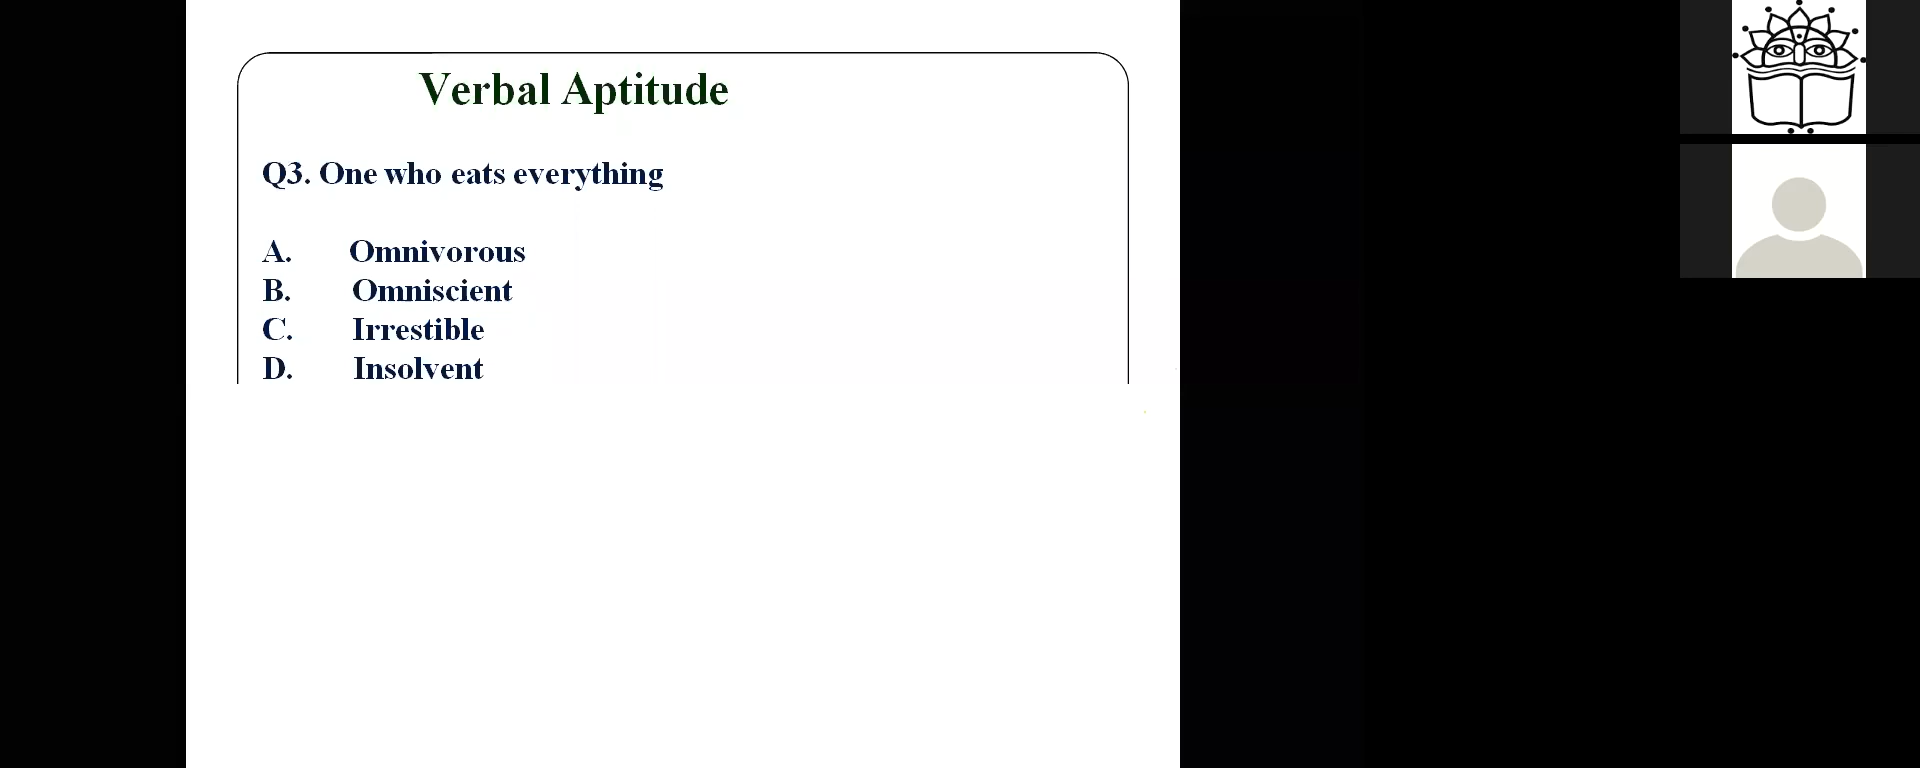 Verbal Aptitude
Q3. One who eats everything
A. Omnivorous
B. Omniscient
C. Irrestible
D. Insolvent